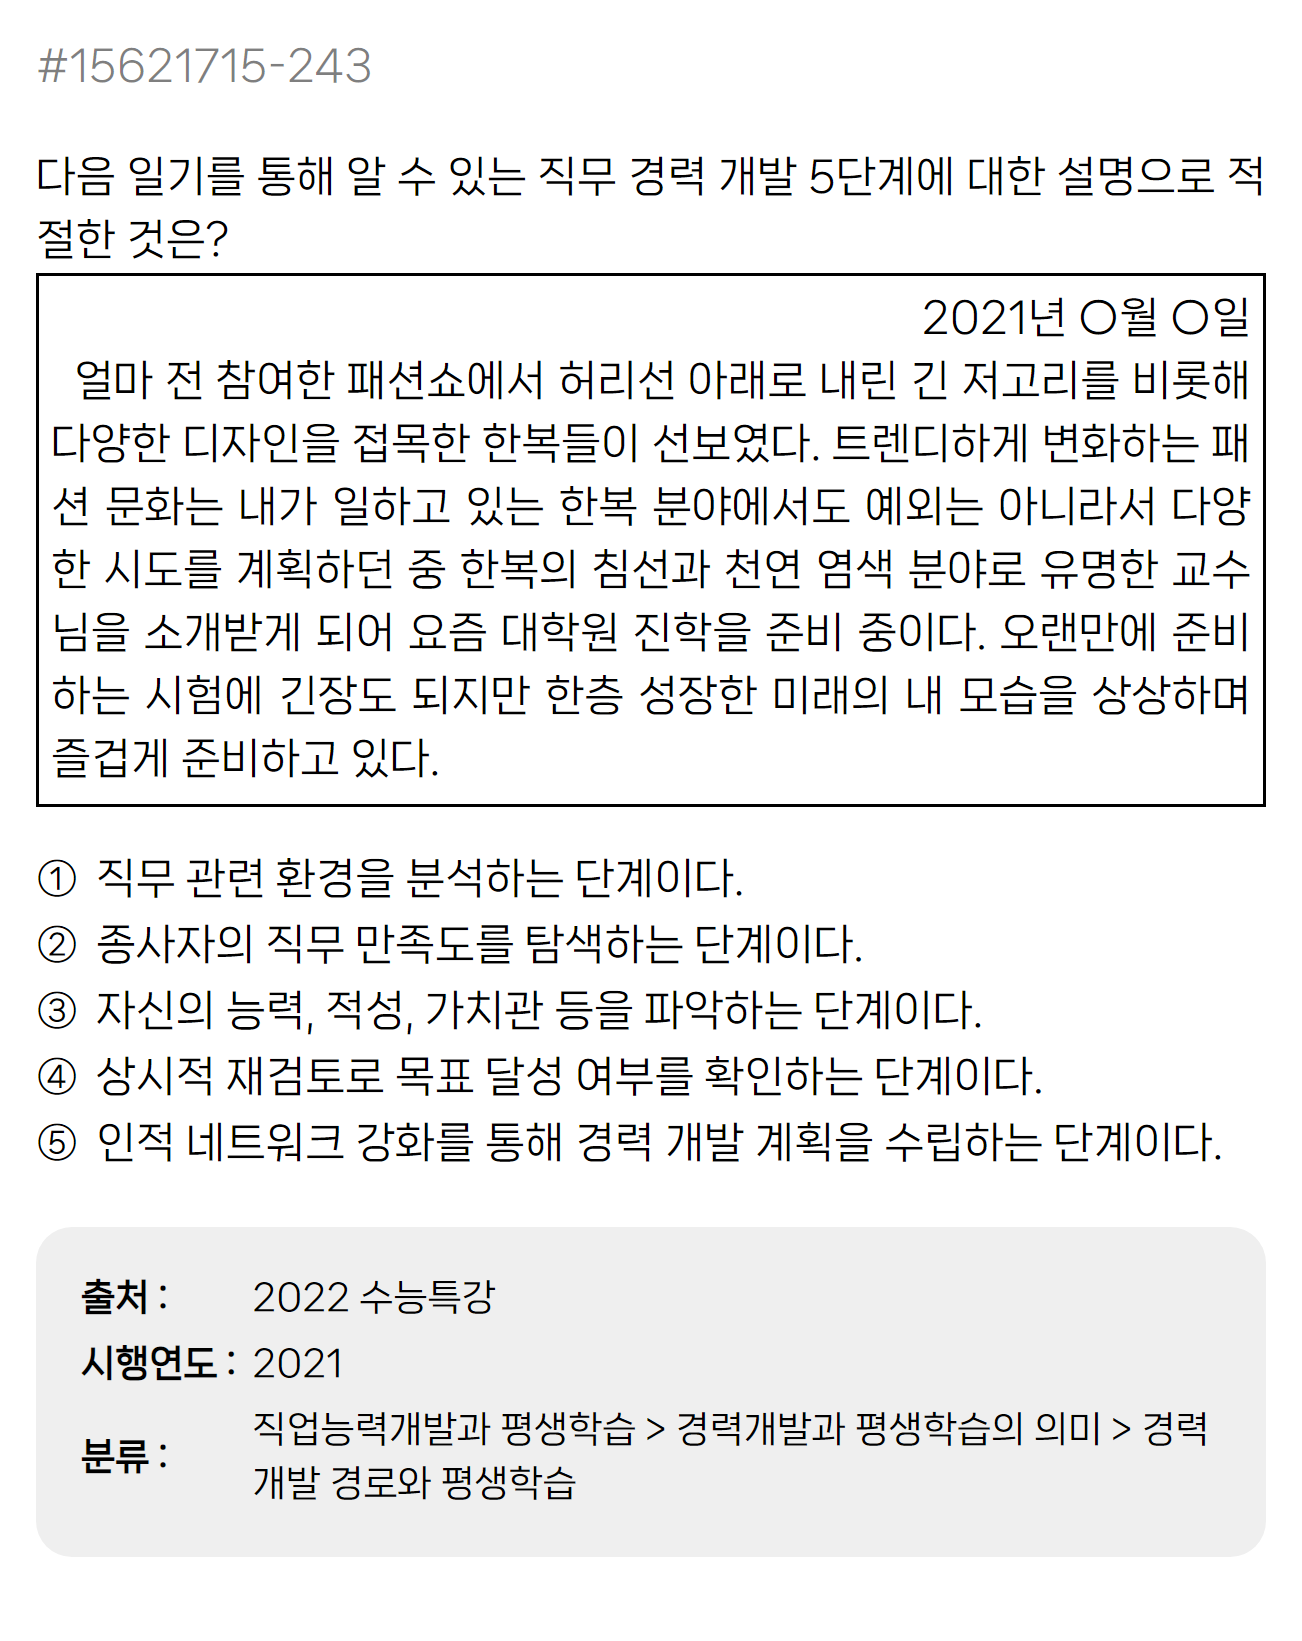 #15621715-243
다음 일기를 통해 알 수 있는 직무 경력 개발 5단계에 대한 설명으로 적
절한 것은?
2021년 〇월 〇일
얼마 전 참여한 패션쇼에서 허리선 아래로 내린 긴 저고리를 비롯해
다양한 디자인을 접목한 한복들이 선보였다. 트렌디하게 변화하는 패
션 문화는 내가 일하고 있는 한복 분야에서도 예외는 아니라서 다양
한 시도를 계획하던 중 한복의 침선과 천연 염색 분야로 유명한 교수
님을 소개받게 되어 요즘 대학원 진학을 준비 중이다. 오랜만에 준비
하는 시험에 긴장도 되지만 한층 성장한 미래의 내 모습을 상상하며
즐겁게 준비하고 있다.
① 직무 관련 환경을 분석하는 단계이다.
② 종사자의 직무 만족도를 탐색하는 단계이다.
③ 자신의 능력, 적성, 가치관 등을 파악하는 단계이다.
④ 상시적 재검토로 목표 달성 여부를 확인하는 단계이다.
⑤ 인적 네트워크 강화를 통해 경력 개발 계획을 수립하는 단계이다.
출처 : 2022 수능특강
시행연도 : 2021
분류 : 직업능력개발과 평생학습 > 경력개발과 평생학습의 의미 > 경력
개발 경로와 평생학습